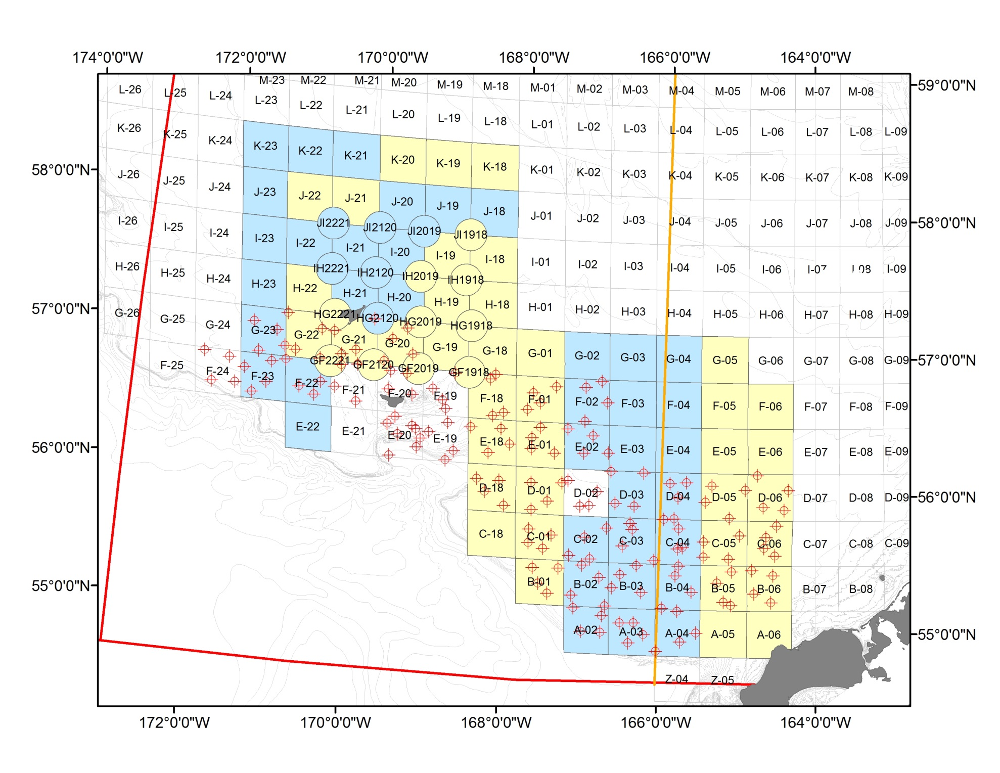 174°0'0"W 172°0'0"W 170°0'0"W 168°0'0"W 166°0'0"W 164°0'0"W
M-23 M-22 M-21 M-20 M-19 M-18 M-01 M-02 M-03 M-04 M-05 M-06 M-07 M-08 59°0'0"N
L-26 L-25 L-24 L-23 L-22 L-21 L-20 L-19 L-18 L-01 L-02 L-03 L-04 L-05 L-06 L-07 L-08 L-09
K-26 K-25 K-24 K-23 K-22 K-21 K-20 K-19 K-18 K-01 K-02 K-03 K-04 K-05 K-06 K-07 K-08 K-09
58°0'0"N
J-26 J-25 J-24 J-23 J-22 J-21 J-20 J-19 J-18 J-01 J-02 J-03 J-04 J-05 J-06 J-07 J-08 J-09 58°0'0"N
JI2221 JI2120 JI2019 JI1918
I-26 I-25 I-24 I-23 I-22 I-21 I-20 I-19 I-18 I-01 I-02 I-03 I-04 I-05 I-06 I-07 I-08 I-09
IH2221 IH2120 IH2019 IH1918
H-26 H-25 H-24 H-23 H-22 H-21 H-20 H-19 H-18 H-01 H-02 H-03 H-04 H-05 H-06 H-07 H-08 H-09
57°0'0"N
HG2221 HG2120 HG2019 HG1918
G-26 G-25 G-24 G-23 G-22 G-21 G-20 G-19 G-18 G-01 G-02 G-03 G-04 G-05 G-06 G-07 G-08 G-09 57°0'0"N
GF2221 GF2120 GF2019 GF1918
F-25 F-24 F-23 F-22 F-21 F-20 F-19 F-18 F-01 F-02 F-03 F-04 F-05 F-06 F-07 F-08 F-09
56°0'0"N
E-22 E-21 E-20 E-19 E-18 E-01 E-02 E-03 E-04 E-05 E-06 E-07 E-08 E-09
D-18 D-01 D-02 D-03 D-04 D-05 D-06 D-07 D-08 D-09 56°0'0"N
C-18 C-01 C-02 C-03 C-04 C-05 C-06 C-07 C-08 C-09
55°0'0"N
B-01 B-02 B-03 B-04 B-05 B-06 B-07 B-08
A-02 A-03 A-04 A-05 A-06 55°0'0"N
Z-04 Z-05
172°0'0"W 170°0'0"W 168°0'0"W 166°0'0"W 164°0'0"W